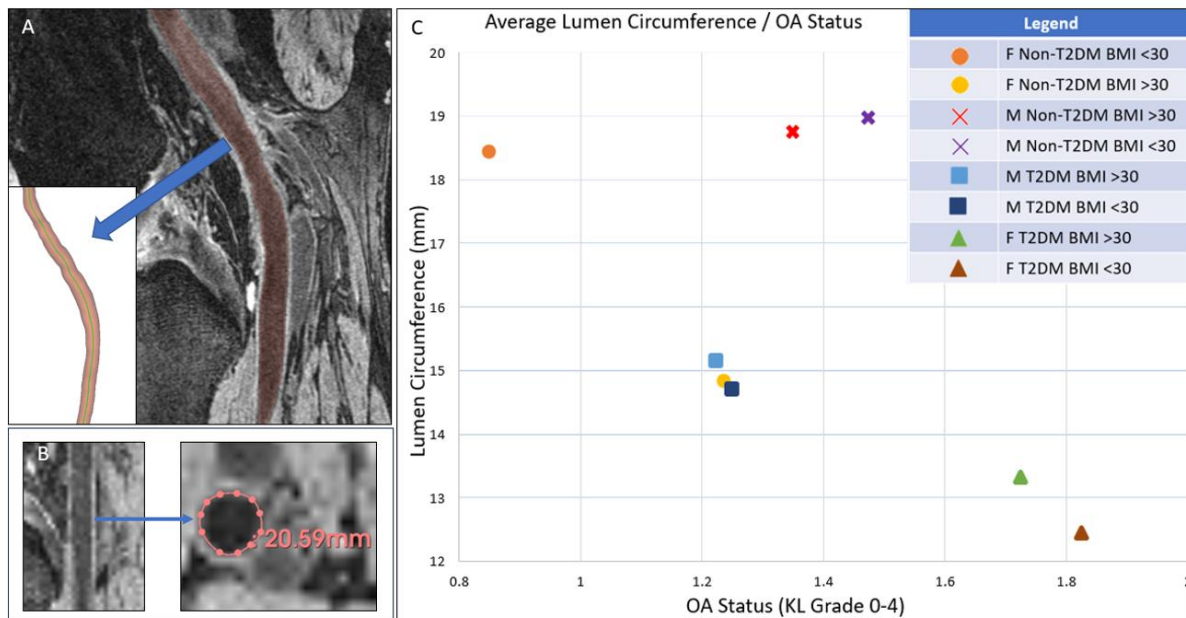 A
B
20.59mm
C
Average Lumen Circumference / OA Status
Lumen Circumference (mm)
20
19
18
17
16
15
14
13
12
0.8
1
1.2
1.4
1.6
1.8
2
OA Status (KL Grade 0-4)
Legend
F Non-T2DM BMI <30
F Non-T2DM BMI >30
M Non-T2DM BMI >30
M Non-T2DM BMI <30
M T2DM BMI >30
M T2DM BMI <30
F T2DM BMI >30
F T2DM BMI <30